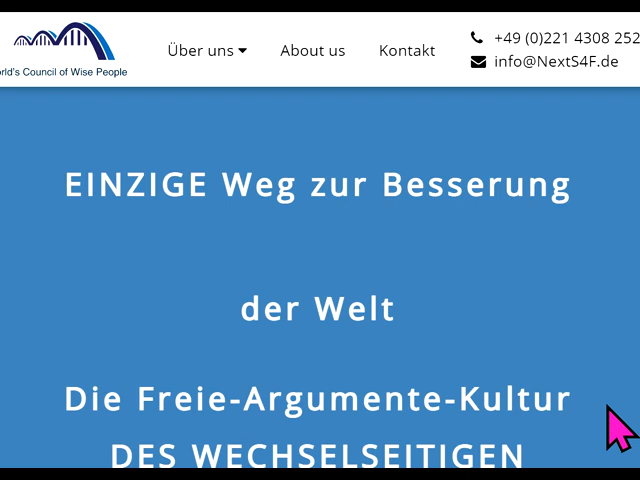 orld's Council of Wise People
Über uns
About us
Kontakt
+49 (0)221 4308 252
info@NextS4F.de
EINZIGE Weg zur Besserung
der Welt
Die Freie-Argumente-Kultur
DES WECHSELSEITIGEN